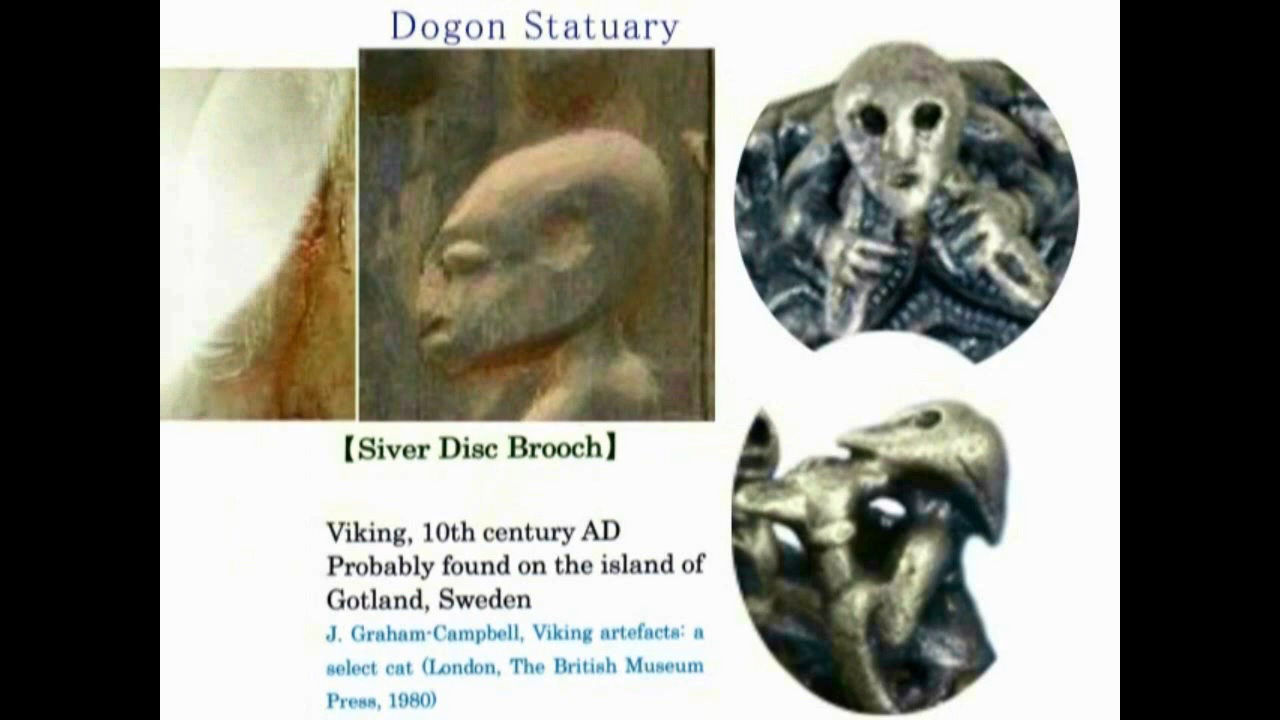 Dogon Statuary
【Siver Disc Brooch】
Viking, 10th century AD
Probably found on the island of
Gotland, Sweden
J. Graham-Campbell, Viking artefacts: a
select cat (London, The British Museum
Press, 1980)